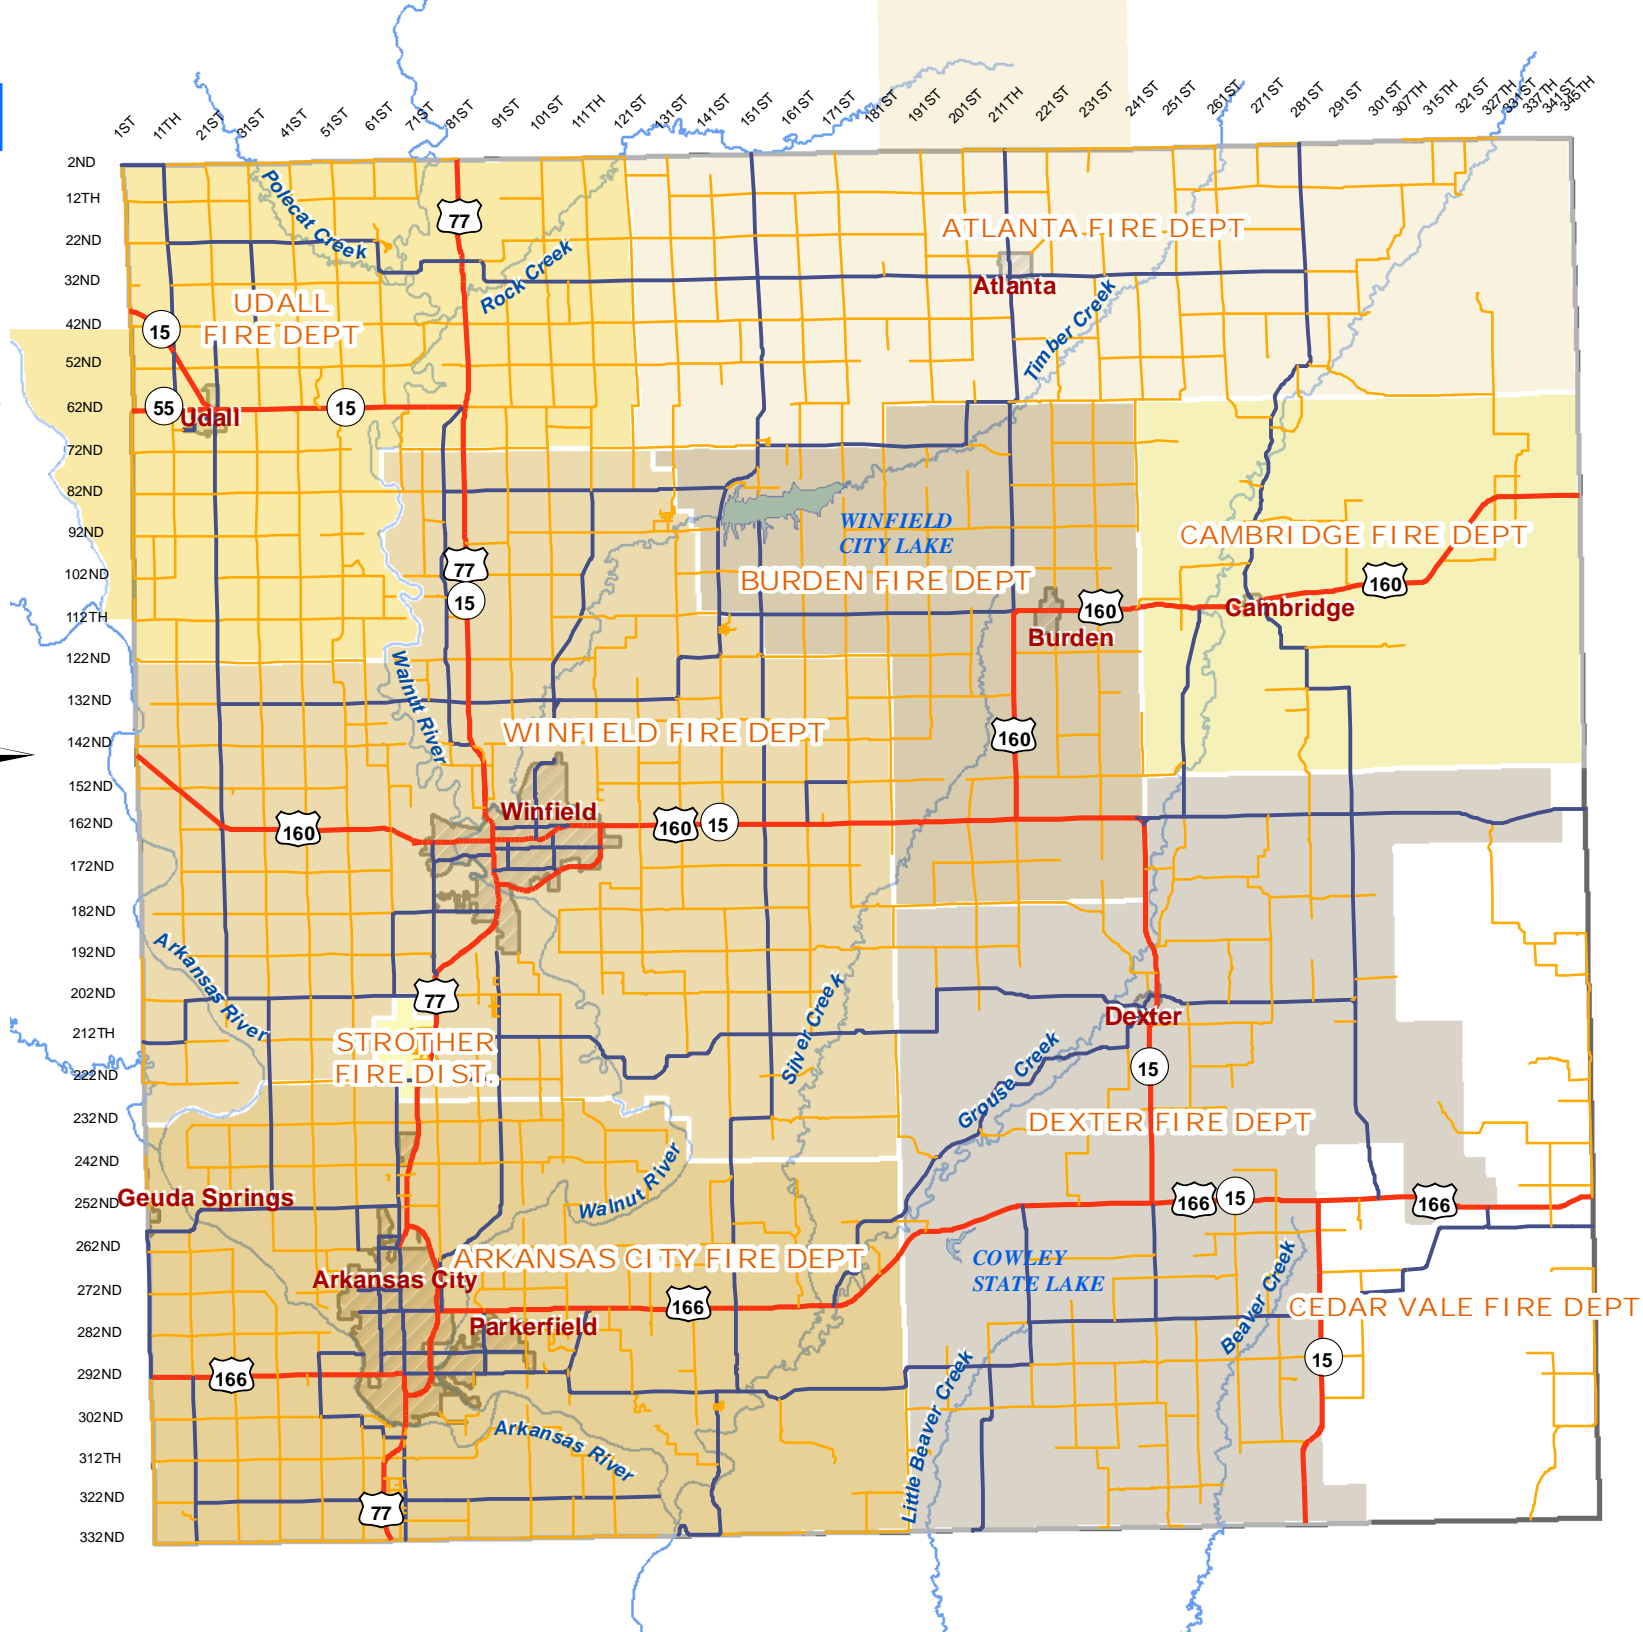 1ST
11TH
21ST
31ST
41ST
51ST
61ST
71ST
81ST
91ST
101ST
111TH
121ST
131ST
141ST
151ST
161ST
171ST
181ST
191ST
201ST
211TH
221ST
231ST
241ST
251ST
261ST
271ST
281ST
291ST
301ST
307TH
315TH
321ST
327TH
331ST
337TH
341ST
345TH
2ND
12TH
22ND
32ND
42ND
52ND
62ND
72ND
82ND
92ND
102ND
112TH
122ND
132ND
142ND
152ND
162ND
172ND
182ND
192ND
202ND
212TH
222ND
232ND
242ND
252ND
262ND
272ND
282ND
292ND
302ND
312TH
322ND
332ND
Polecat Creek
77
Rock Creek
ATLANTA FIRE DEPT
Atlanta
Timber Creek
UDALL
FIRE DEPT
15
55
Udall
15
WINFIELD
CITY LAKE
CAMBRIDGE FIRE DEPT
77
15
BURDEN FIRE DEPT
160
160
Cambridge
Burden
Walnut River
WINFIELD FIRE DEPT
160
Winfield
160
160
15
Arkansas River
77
Silver Creek
Dexter
STROTHER
FIRE DIST.
Grouse Creek
15
DEXTER FIRE DEPT
Walnut River
Geuda Springs
166
15
166
ARKANSAS CITY FIRE DEPT
COWLEY
STATE LAKE
Arkansas City
166
Beaver Creek
CEDAR VALE FIRE DEPT
Parkerfield
15
166
Little Beaver Creek
Arkansas River
77